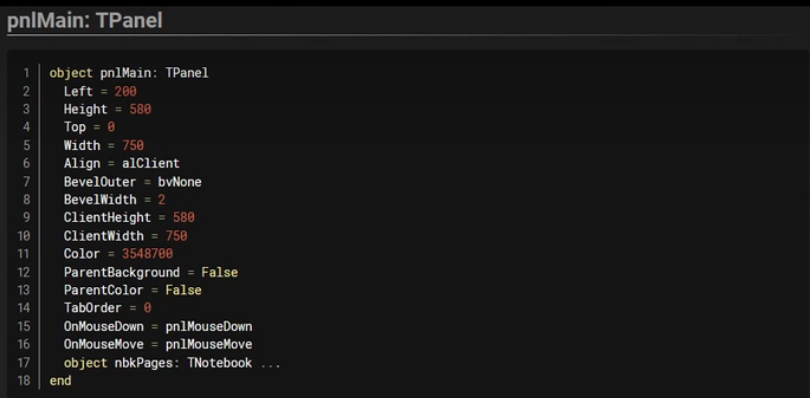 pnlMain: TPanel
1 object pnlMain: TPanel
2 Left = 200
3 Height = 580
4 Top = 0
5 Width = 750
6 Align = alClient
7 BevelOuter = bvNone
8 BevelWidth = 2
9 ClientHeight = 580
10 ClientWidth = 750
11 Color = 3548700
12 ParentBackground = False
13 ParentColor = False
14 TabOrder = 0
15 OnMouseDown = pnlMouseDown
16 OnMouseMove = pnlMouseMove
17 object nbkPages: TNotebook ...
18 end